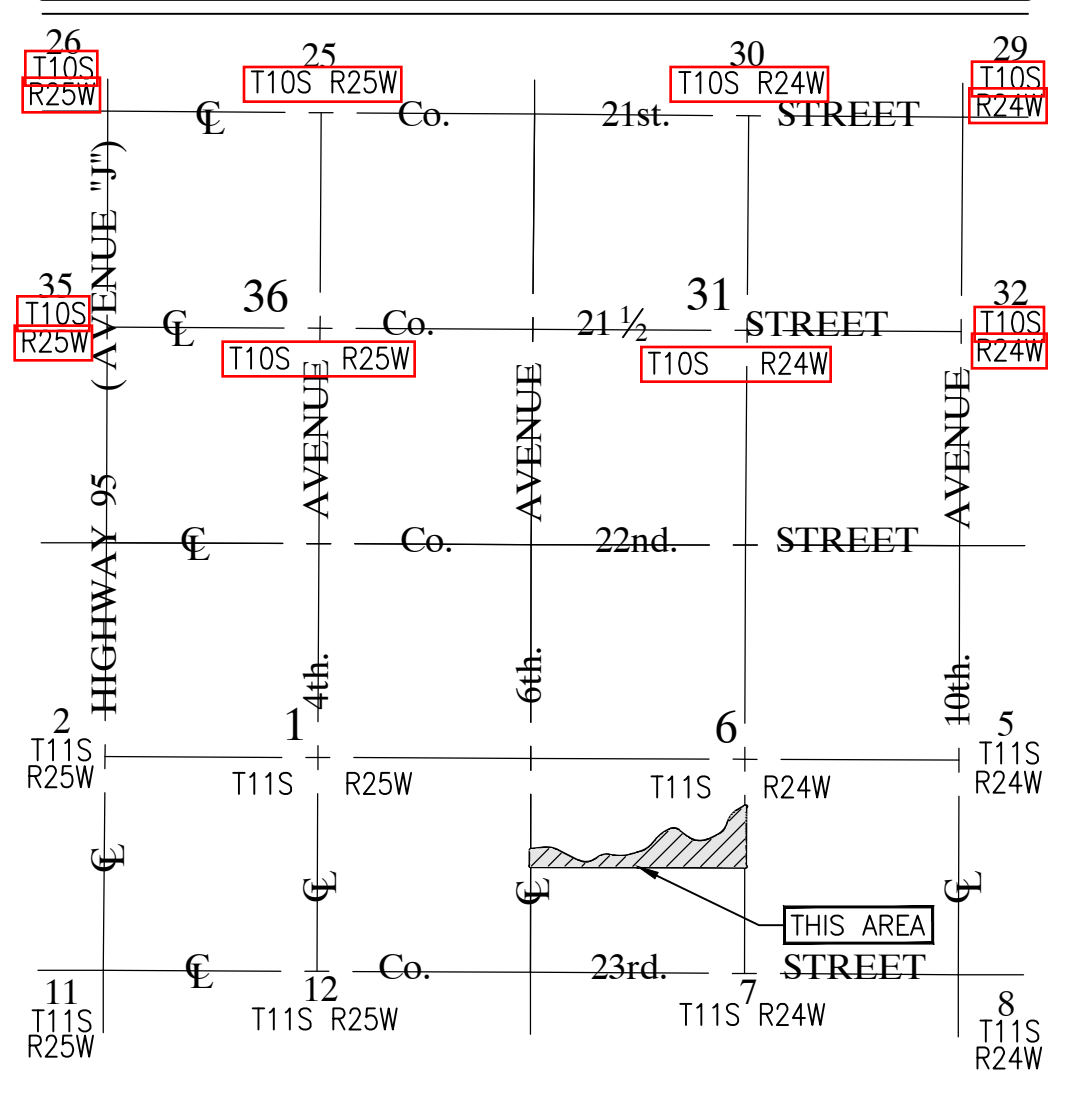 26
T10S
R25W
25
T10S R25W
30
T10S R24W
29
T10S
R24W
℄ Co. 21st. STREET
HIGHWAY 95 (AVENUE "J")
35
T10S
R25W
36
T10S R25W
31
T10S R24W
32
T10S
R24W
℄ Co. 21 ½ STREET
4th. AVENUE
6th. AVENUE
10th. AVENUE
℄ Co. 22nd. STREET
2
T11S
R25W
1
T11S R25W
6
T11S R24W
5
T11S
R24W
℄
℄
℄
℄
THIS AREA
℄ Co. 23rd. STREET
11
T11S
R25W
12
T11S R25W
7
T11S R24W
8
T11S
R24W